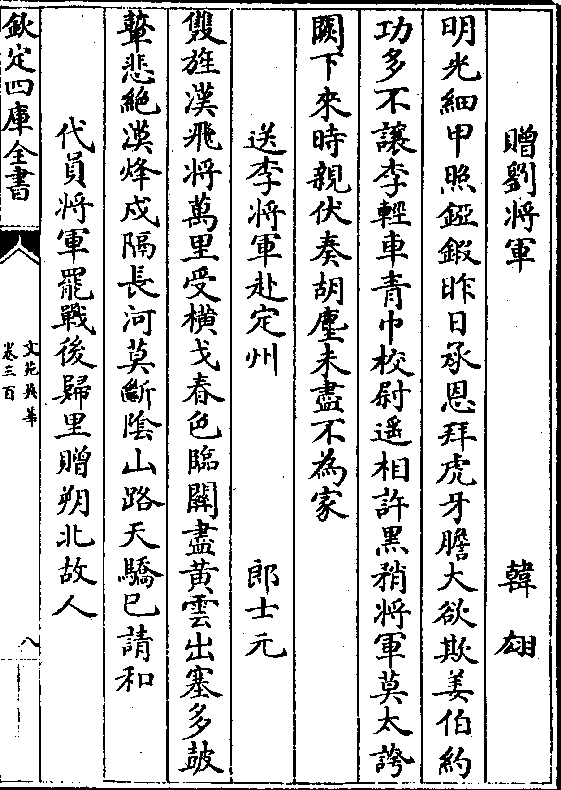 贈劉將軍 韓翃
明光細甲照錏鍜昨日承恩拜虎牙膽大欲欺姜伯約
功多不讓李輕車青巾校尉遥相許黑矟將軍莫太誇
闕下來時親伏奏胡塵未盡不為家
送李將軍赴定州 郎士元
雙旌漢飛將萬里受横戈春色臨闗盡黄雲出塞多鼓
鼙悲絶漠烽戍隔長河莫斷隂山路天驕已請和
代員將軍罷戰後歸里贈朔北故人
欽定四庫全書
文苑英華
卷三百
八